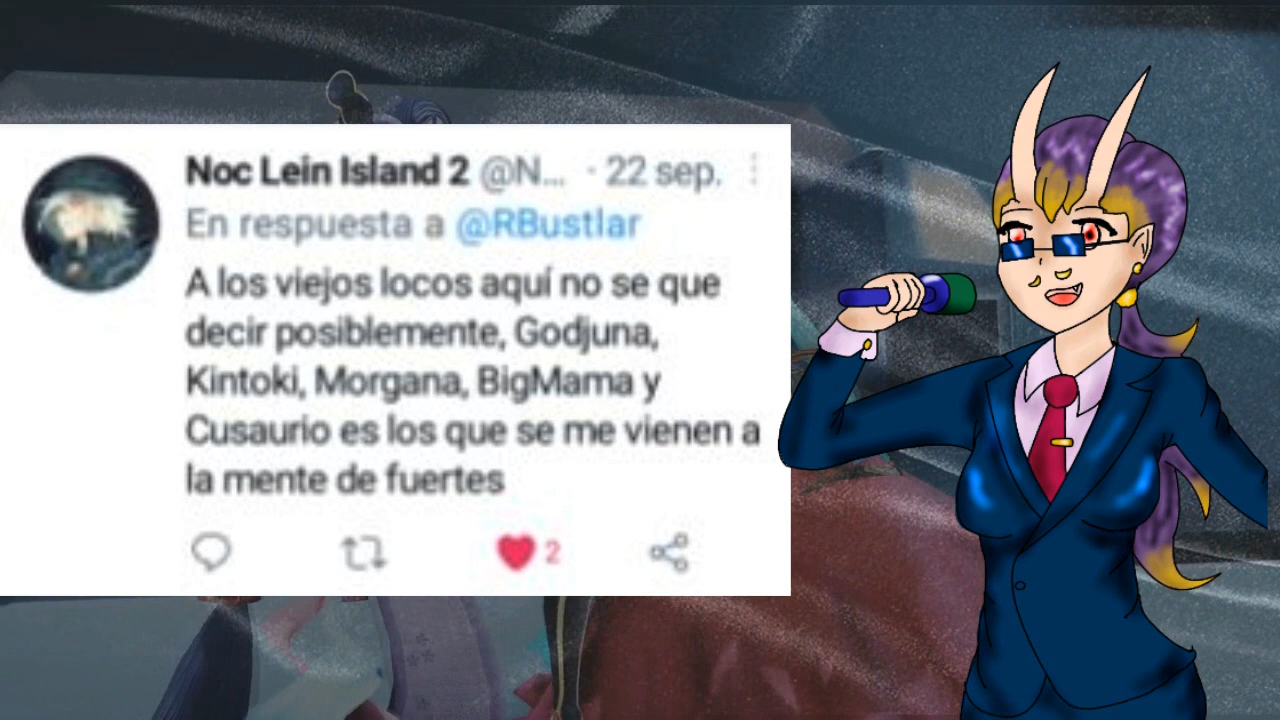 Noc Lein Island 2 @N... · 22 sep.
En respuesta a @RBustlar
A los viejos locos aquí no se que
decir posiblemente, Godjuna,
Kintoki, Morgana, BigMama y
Cusaurio es los que se me vienen a
la mente de fuertes
2